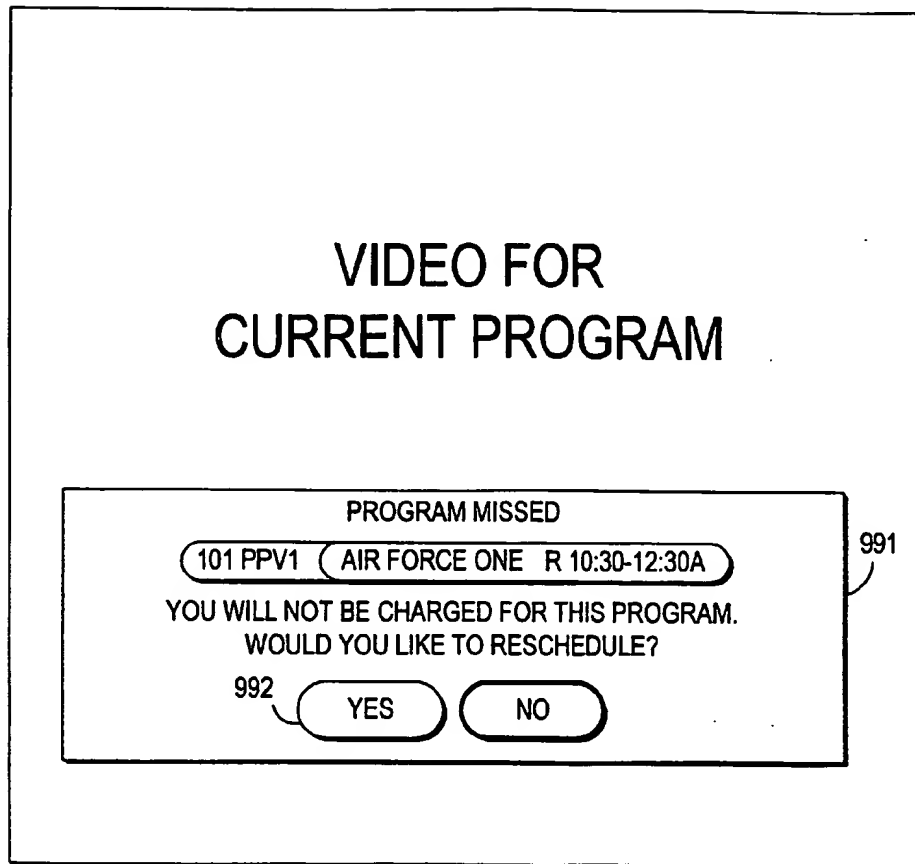 VIDEO FOR
CURRENT PROGRAM
PROGRAM MISSED
101 PPV1 AIR FORCE ONE R 10:30-12:30A
991
YOU WILL NOT BE CHARGED FOR THIS PROGRAM.
WOULD YOU LIKE TO RESCHEDULE?
992
YES NO